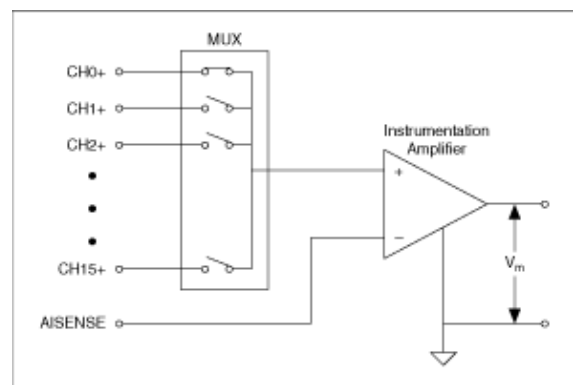 MUX
CH0+
CH1+
CH2+
CH15+
AISENSE
Instrumentation
Amplifier
+
–
Vm